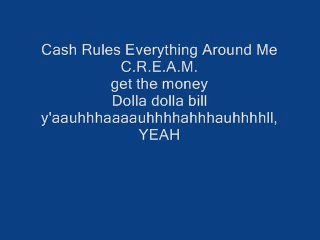 Cash Rules Everything Around Me
C.R.E.A.M.
get the money
Dolla dolla bill
y'aauhhhaaaauhhhhahhhauhhhhll,
YEAH